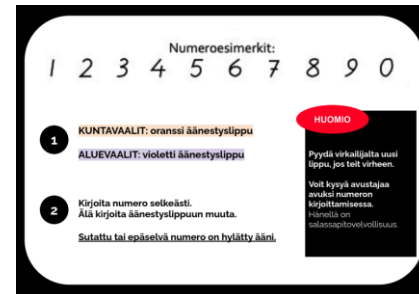 Numeroesimerkit:
1 2 3 4 5 6 7 8 9 0
1
KUNTAVAALIT: oranssi äänestyslippu
ALUEVAALIT: violetti äänestyslippu
2
Kirjoita numero selkeästi.
Älä kirjoita äänestyslippuun muuta.
Sutattu tai epäselvä numero on hylätty ääni.
HUOMIO
Pyydä virkailijalta uusi
lippu, jos teit virheen.
Voit kysyä avustajaa
avuksi numeron
kirjoittamisessa.
Hänellä on
salassapitovelvollisuus.